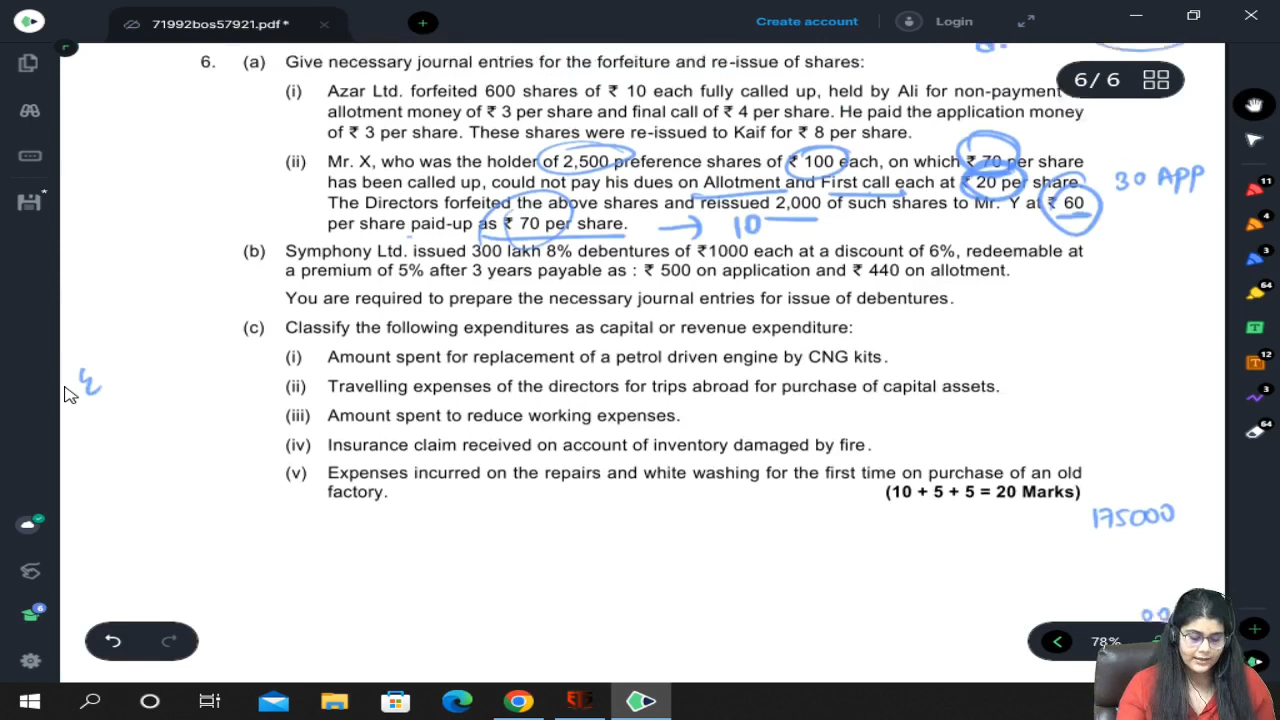 71992bos57921.pdf*
Create account
Login
6 / 6
6. (a) Give necessary journal entries for the forfeiture and re-issue of shares:
(i) Azar Ltd. forfeited 600 shares of ₹ 10 each fully called up, held by Ali for non-payment
allotment money of ₹ 3 per share and final call of ₹ 4 per share. He paid the application money
of ₹ 3 per share. These shares were re-issued to Kaif for ₹ 8 per share.
(ii) Mr. X, who was the holder of 2,500 preference shares of ₹ 100 each, on which ₹ 70 per share
has been called up, could not pay his dues on Allotment and First call each at ₹ 20 per share.
30 APP
The Directors forfeited the above shares and reissued 2,000 of such shares to Mr. Y at ₹ 60
per share paid-up as ₹ 70 per share. → 10
(b) Symphony Ltd. issued 300 lakh 8% debentures of ₹1000 each at a discount of 6%, redeemable at
a premium of 5% after 3 years payable as : ₹ 500 on application and ₹ 440 on allotment.
You are required to prepare the necessary journal entries for issue of debentures.
(c) Classify the following expenditures as capital or revenue expenditure:
(i) Amount spent for replacement of a petrol driven engine by CNG kits.
(ii) Travelling expenses of the directors for trips abroad for purchase of capital assets.
(iii) Amount spent to reduce working expenses.
(iv) Insurance claim received on account of inventory damaged by fire.
(v) Expenses incurred on the repairs and white washing for the first time on purchase of an old
factory. (10 + 5 + 5 = 20 Marks)
175000
78%
11
4
3
64
12
3
64
6